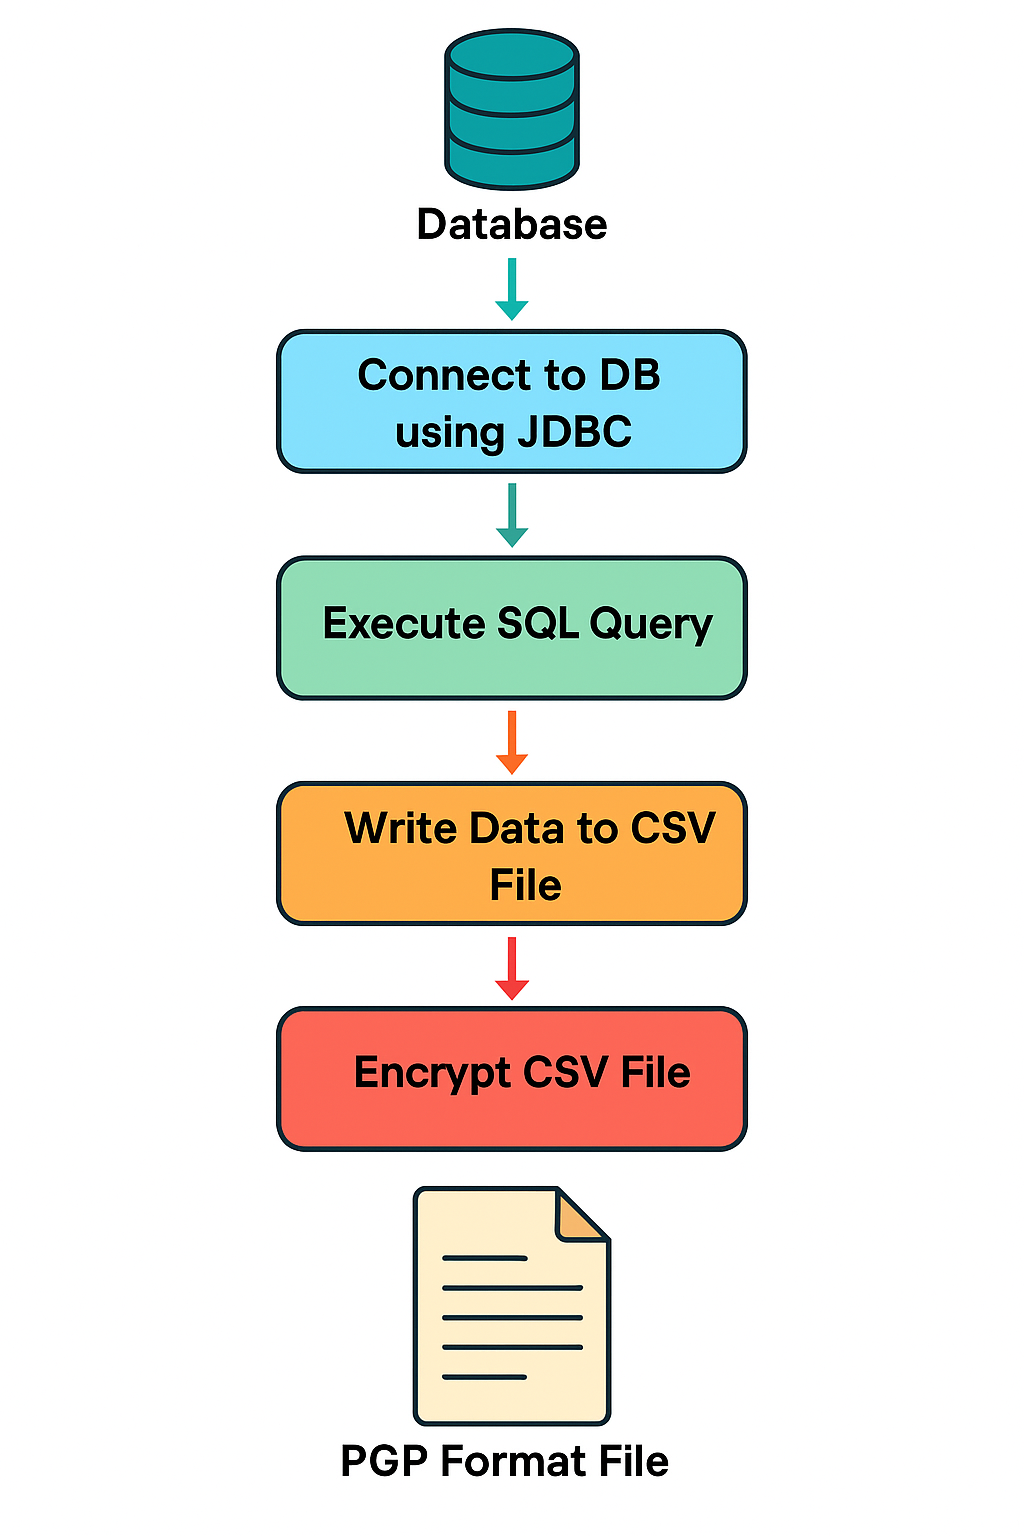 Database
Connect to DB
using JDBC
Execute SQL Query
Write Data to CSV
File
Encrypt CSV File
PGP Format File